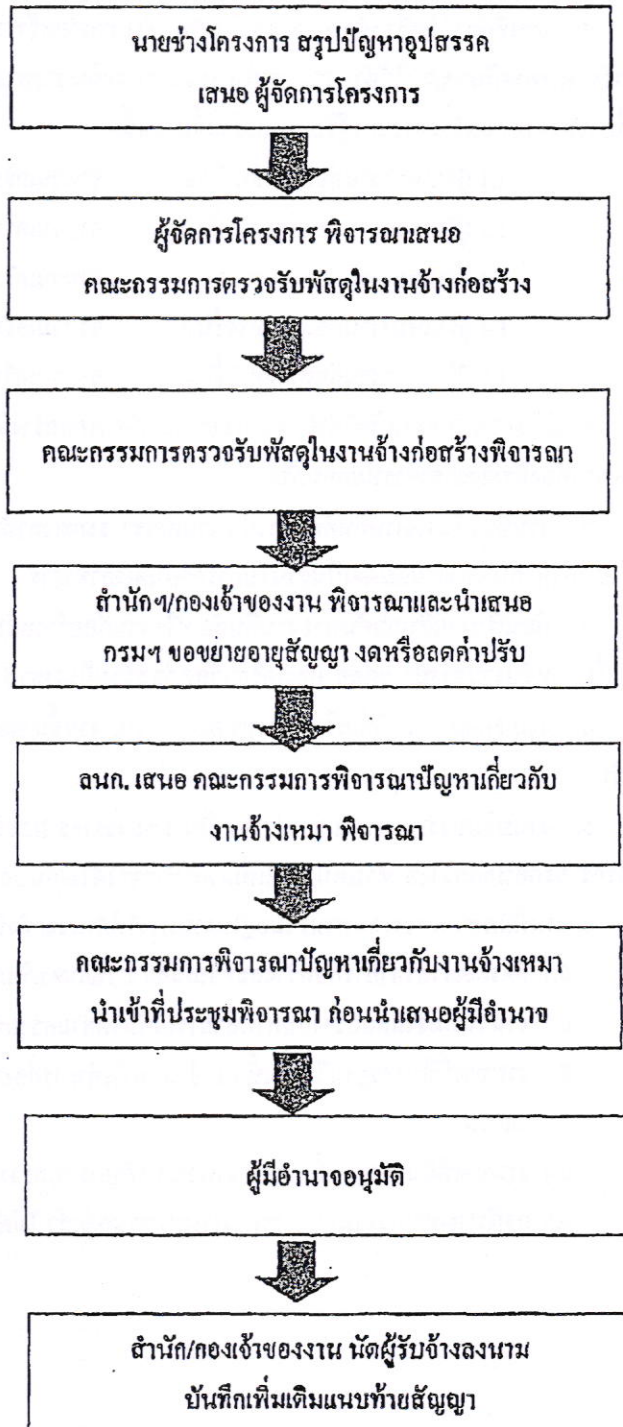 นายช่างโครงการ สรุปปัญหาอุปสรรค
เสนอ ผู้จัดการโครงการ
ผู้จัดการโครงการ พิจารณาเสนอ
คณะกรรมการตรวจรับพัสดุในงานจ้างก่อสร้าง
คณะกรรมการตรวจรับพัสดุในงานจ้างก่อสร้างพิจารณา
สำนักฯ/กองเจ้าของงาน พิจารณาและนำเสนอ
กรมฯ ขอขยายอายุสัญญา งดหรือลดค่าปรับ
ลนก. เสนอ คณะกรรมการพิจารณาปัญหาเกี่ยวกับ
งานจ้างเหมา พิจารณา
คณะกรรมการพิจารณาปัญหาเกี่ยวกับงานจ้างเหมา
นำเข้าที่ประชุมพิจารณา ก่อนนำเสนอผู้มีอำนาจ
ผู้มีอำนาจอนุมัติ
สำนัก/กองเจ้าของงาน นัดผู้รับจ้างลงนาม
บันทึกเพิ่มเติมแนบท้ายสัญญา